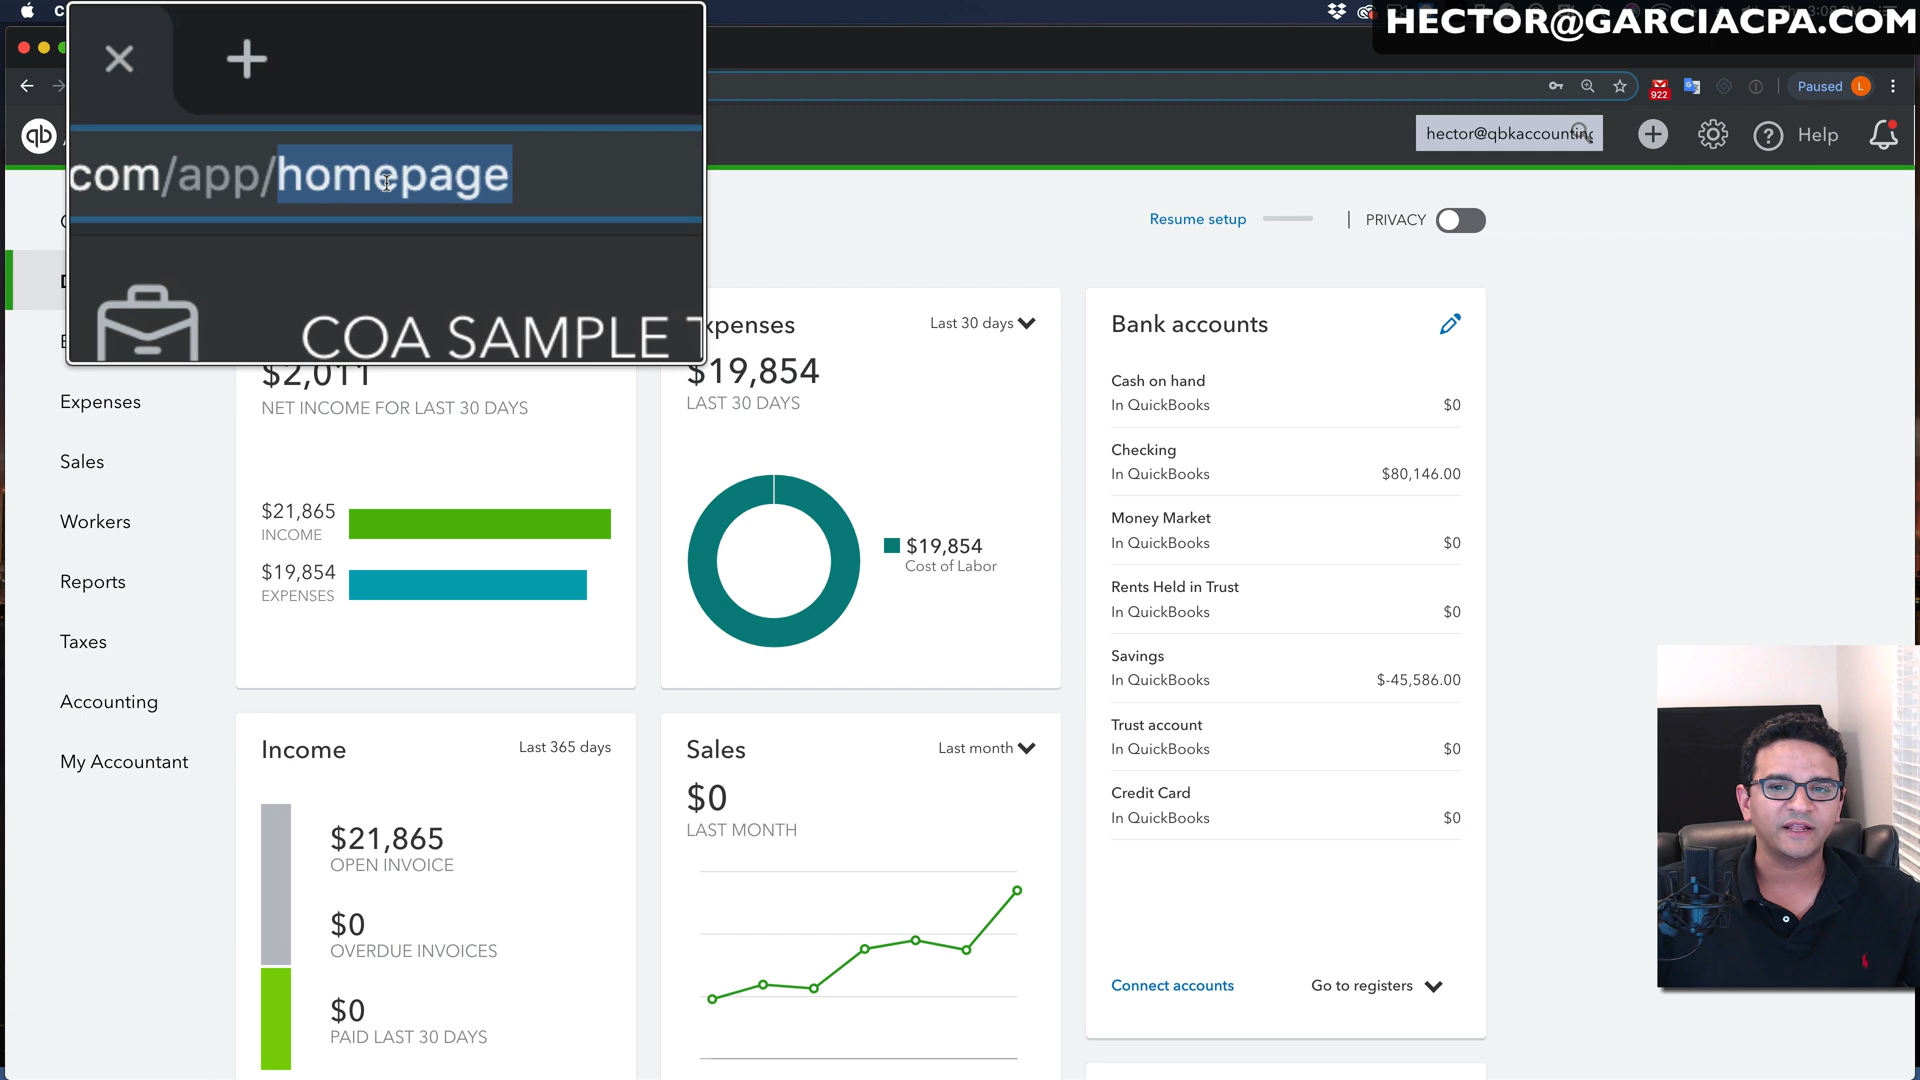 HECTOR@GARCIACPA.COM
com/app/homepage
COA SAMPLE
922
Paused
L
qb
hector@qbkaccounting
Help
Resume setup
PRIVACY
Expenses
Sales
Workers
Reports
Taxes
Accounting
My Accountant
$2,011
NET INCOME FOR LAST 30 DAYS
$21,865
INCOME
$19,854
EXPENSES
xpenses
Last 30 days
$19,854
LAST 30 DAYS
$19,854
Cost of Labor
Bank accounts
Cash on hand
In QuickBooks $0
Checking
In QuickBooks $80,146.00
Money Market
In QuickBooks $0
Rents Held in Trust
In QuickBooks $0
Savings
In QuickBooks $-45,586.00
Trust account
In QuickBooks $0
Credit Card
In QuickBooks $0
Connect accounts
Go to registers
Income
Last 365 days
$21,865
OPEN INVOICE
$0
OVERDUE INVOICES
$0
PAID LAST 30 DAYS
Sales
Last month
$0
LAST MONTH